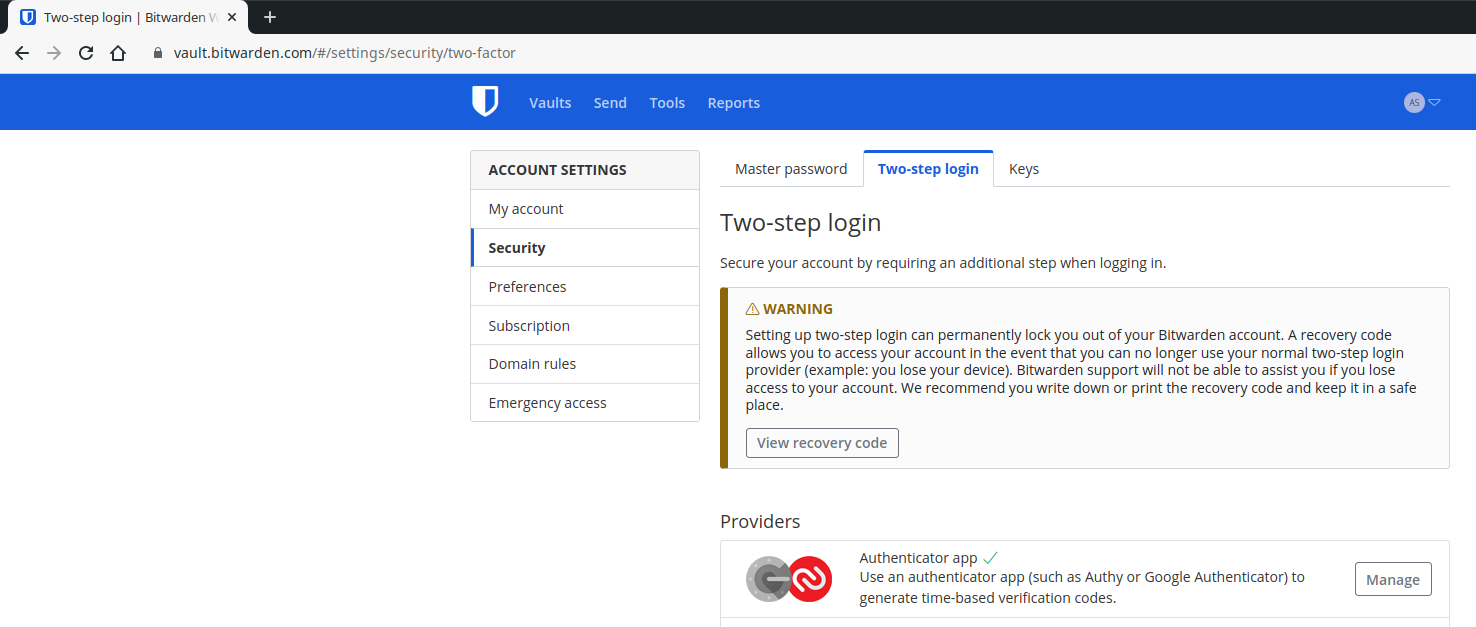 Two-step login | Bitwarden W
vault.bitwarden.com/#/settings/security/two-factor
Vaults Send Tools Reports
AS
ACCOUNT SETTINGS
My account
Security
Preferences
Subscription
Domain rules
Emergency access
Master password Two-step login Keys
Two-step login
Secure your account by requiring an additional step when logging in.
WARNING
Setting up two-step login can permanently lock you out of your Bitwarden account. A recovery code
allows you to access your account in the event that you can no longer use your normal two-step login
provider (example: you lose your device). Bitwarden support will not be able to assist you if you lose
access to your account. We recommend you write down or print the recovery code and keep it in a safe
place.
View recovery code
Providers
Authenticator app
Use an authenticator app (such as Authy or Google Authenticator) to
generate time-based verification codes.
Manage